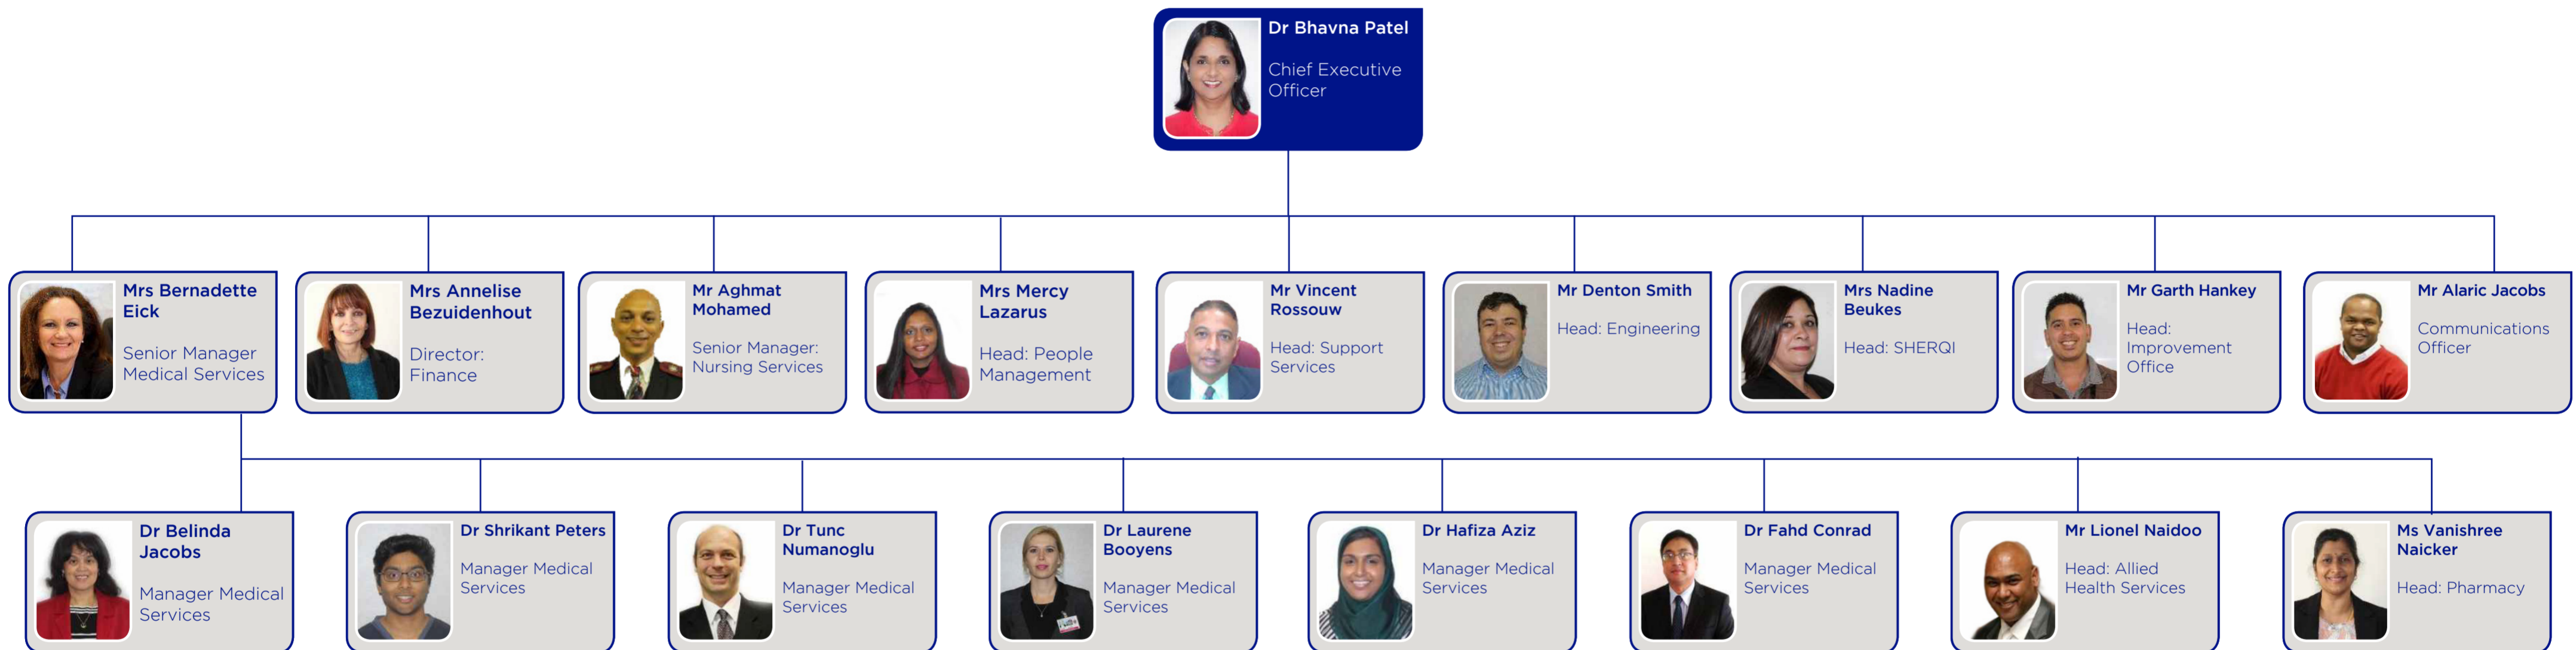 Dr Bhavna Patel
Chief Executive
Officer
Mrs Bernadette
Eick
Senior Manager
Medical Services
Mrs Annelise
Bezuidenhout
Director:
Finance
Mr Aghmat
Mohamed
Senior Manager:
Nursing Services
Mrs Mercy
Lazarus
Head: People
Management
Mr Vincent
Rossouw
Head: Support
Services
Mr Denton Smith
Head: Engineering
Mrs Nadine
Beukes
Head: SHERQI
Mr Garth Hankey
Head:
Improvement
Office
Mr Alaric Jacobs
Communications
Officer
Dr Belinda
Jacobs
Manager Medical
Services
Dr Shrikant Peters
Manager Medical
Services
Dr Tunc
Numanoglu
Manager Medical
Services
Dr Laurene
Booyens
Manager Medical
Services
Dr Hafiza Aziz
Manager Medical
Services
Dr Fahd Conrad
Manager Medical
Services
Mr Lionel Naidoo
Head: Allied
Health Services
Ms Vanishree
Naicker
Head: Pharmacy